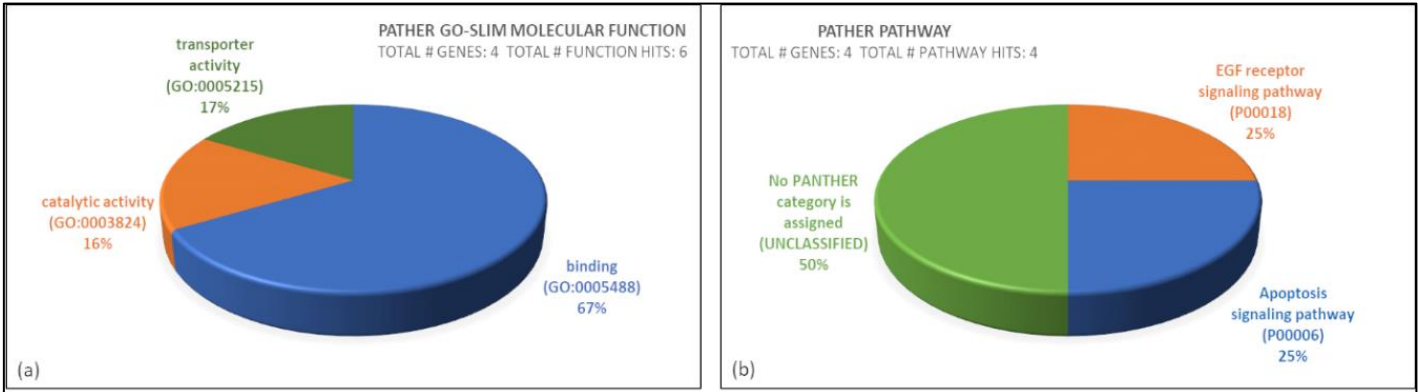 PATHER GO-SLIM MOLECULAR FUNCTION
TOTAL # GENES: 4 TOTAL # FUNCTION HITS: 6
transporter
activity
(GO:0005215)
17%
catalytic activity
(GO:0003824)
16%
binding
(GO:0005488)
67%
(a)
PATHER PATHWAY
TOTAL # GENES: 4 TOTAL # PATHWAY HITS: 4
EGF receptor
signaling pathway
(P00018)
25%
No PANTHER
category is
assigned
(UNCLASSIFIED)
50%
Apoptosis
signaling pathway
(P00006)
25%
(b)